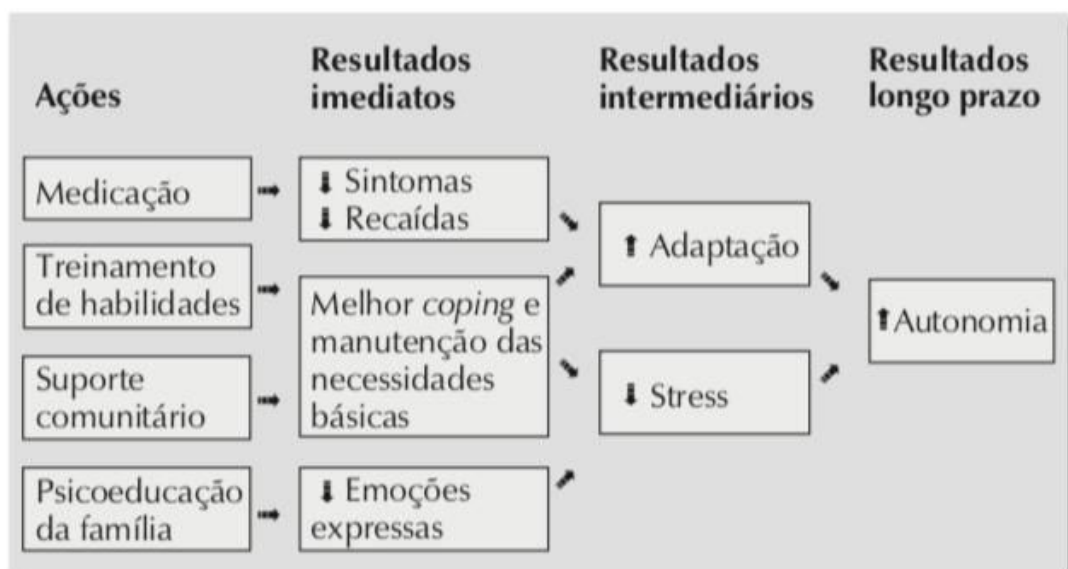 Ações
Resultados
imediatos
Resultados
intermediários
Resultados
longo prazo
Medicação
Treinamento
de habilidades
Suporte
comunitário
Psicoeducação
da família
⬇ Sintomas
⬇ Recaídas
Melhor coping e
manutenção das
necessidades
básicas
⬇ Emoções
expressas
⬆ Adaptação
⬇ Stress
⬆ Autonomia